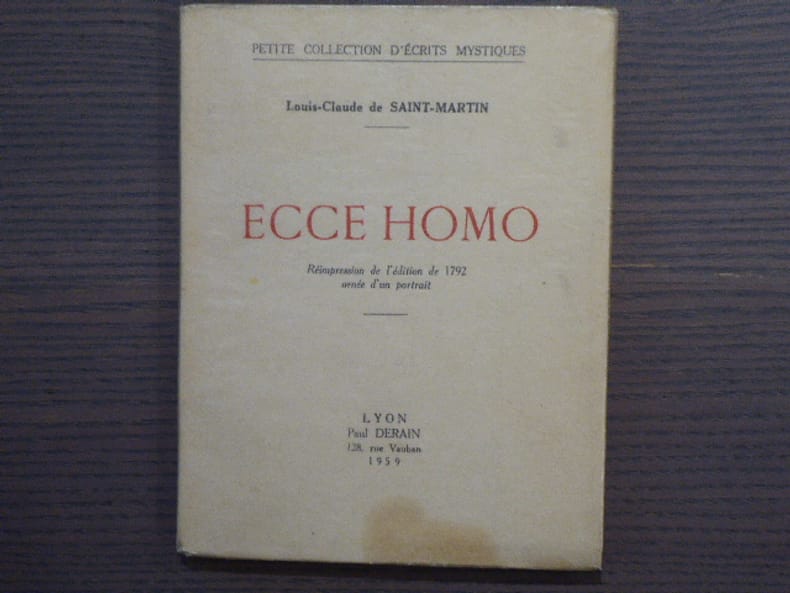 PETITE COLLECTION D'ÉCRITS MYSTIQUES
Louis-Claude de SAINT-MARTIN
ECCE HOMO
Réimpression de l'édition de 1792
ornée d'un portrait
LYON
Paul DERAIN
128, rue Vauban
1959